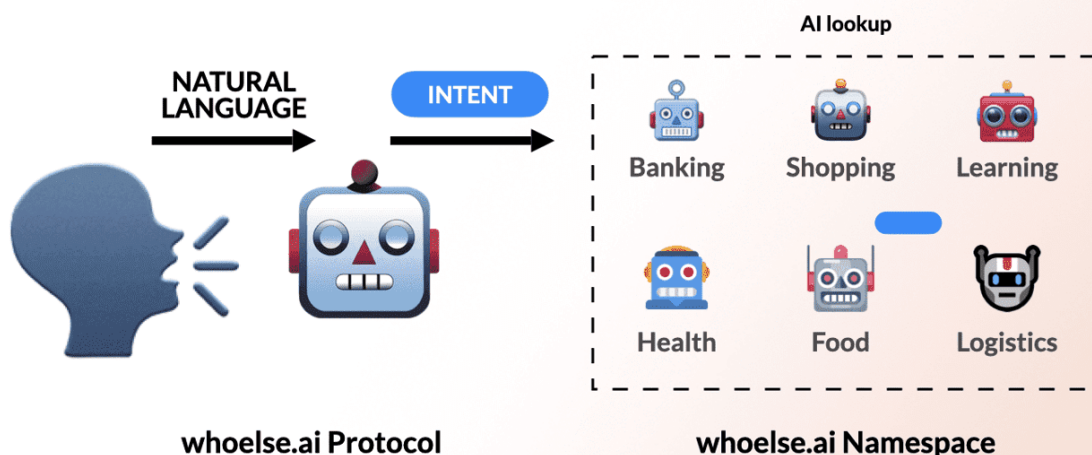 AI lookup
NATURAL
LANGUAGE
INTENT
Banking
Shopping
Learning
Health
Food
Logistics
whoelse.ai Protocol
whoelse.ai Namespace